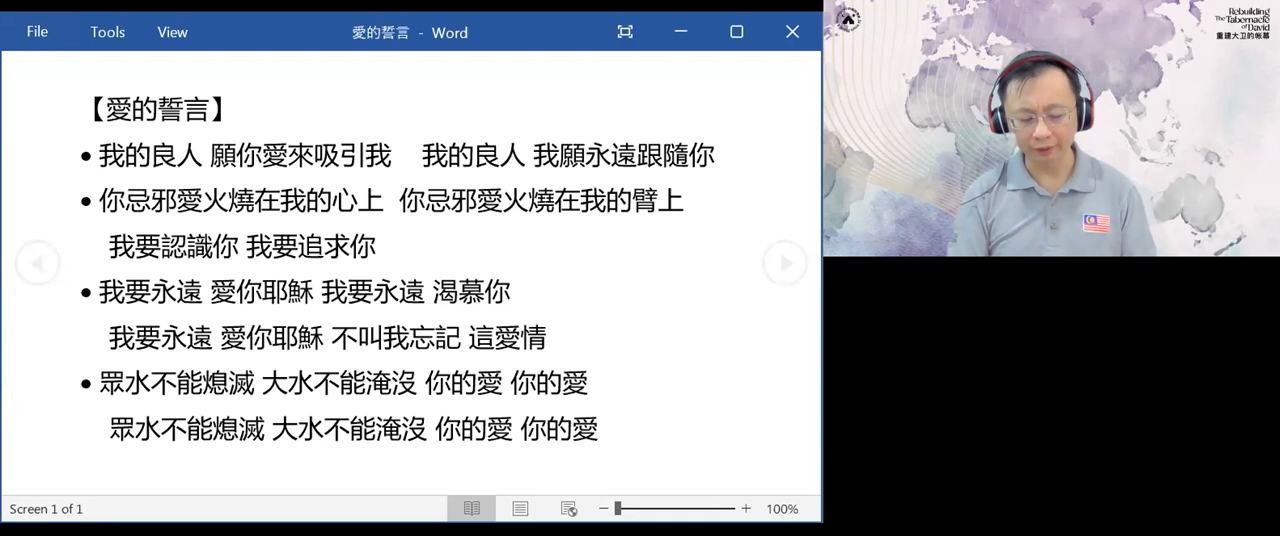 File Tools View 愛的誓言 - Word
【愛的誓言】
• 我的良人 願你愛來吸引我 我的良人 我願永遠跟隨你
• 你忌邪愛火燒在我的心上 你忌邪愛火燒在我的臂上
我要認識你 我要追求你
• 我要永遠 愛你耶穌 我要永遠 渴慕你
我要永遠 愛你耶穌 不叫我忘記 這愛情
• 眾水不能熄滅 大水不能淹沒 你的愛 你的愛
眾水不能熄滅 大水不能淹沒 你的愛 你的愛
Screen 1 of 1 100%
Rebuilding
The Tabernacle
of David
重建大卫的帐幕